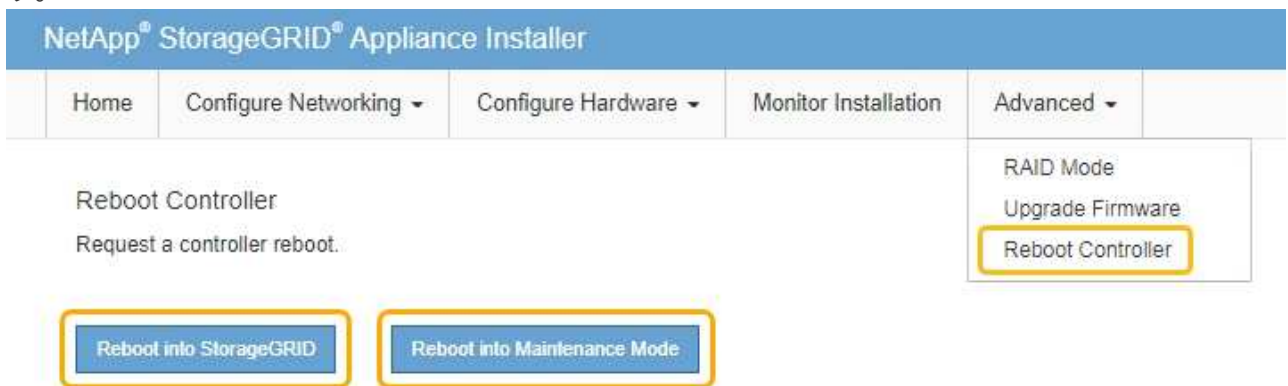 NetApp® StorageGRID® Appliance Installer
Home Configure Networking Configure Hardware Monitor Installation Advanced
RAID Mode
Upgrade Firmware
Reboot Controller
Reboot Controller
Request a controller reboot.
Reboot into StorageGRID Reboot into Maintenance Mode